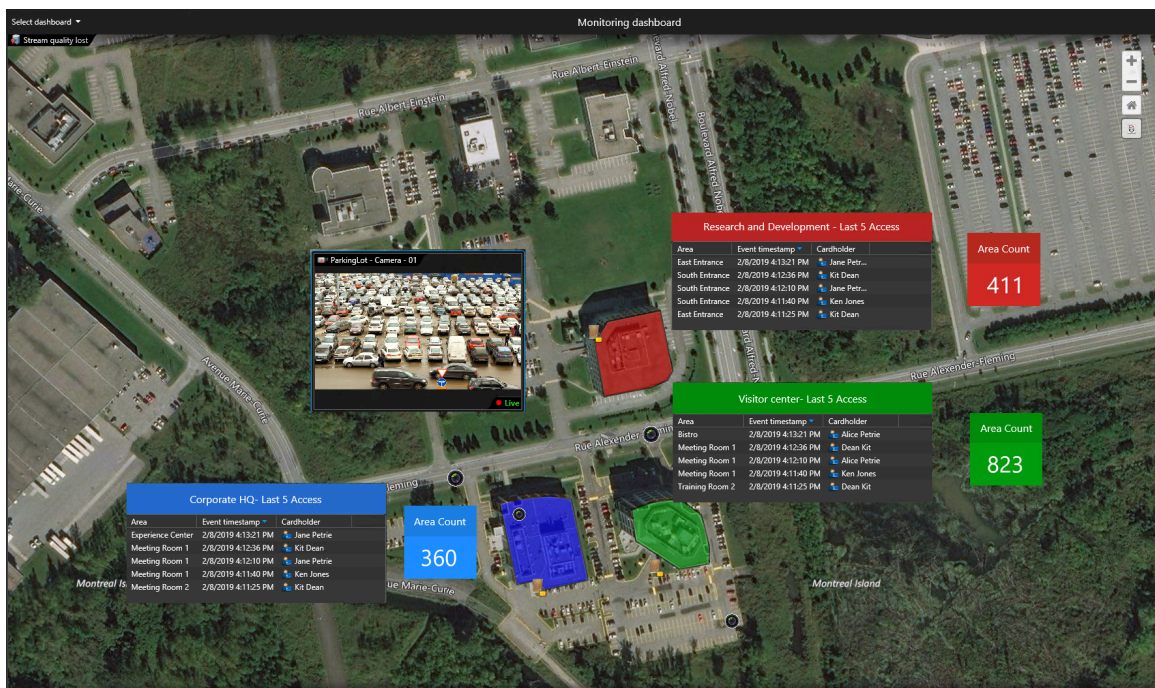 Select dashboard
Monitoring dashboard
Stream quality lost
Rue Albert-Einstein
Rue Albert-Einstein
Boulevard Alfred-Nobel
Marie-Curie
ParkingLot - Camera - 01
Live
Research and Development - Last 5 Access
Area Event timestamp Cardholder
East Entrance 2/8/2019 4:13:21 PM Jane Petr...
South Entrance 2/8/2019 4:12:36 PM Kit Dean
South Entrance 2/8/2019 4:12:10 PM Jane Petr...
South Entrance 2/8/2019 4:11:40 PM Ken Jones
East Entrance 2/8/2019 4:11:25 PM Kit Dean
Area Count
411
Avenue Marie-Curie
Rue Alexender-Fleming
Visitor center- Last 5 Access
Area Event timestamp Cardholder
Bistro 2/8/2019 4:13:21 PM Alice Petrie
Meeting Room 1 2/8/2019 4:12:36 PM Dean Kit
Meeting Room 1 2/8/2019 4:12:10 PM Alice Petrie
Meeting Room 1 2/8/2019 4:11:40 PM Ken Jones
Training Room 2 2/8/2019 4:11:25 PM Dean Kit
Area Count
823
Rue Alexender
Fleming
Corporate HQ- Last 5 Access
Area Event timestamp Cardholder
Experience Center 2/8/2019 4:13:21 PM Jane Petrie
Meeting Room 1 2/8/2019 4:12:36 PM Kit Dean
Meeting Room 1 2/8/2019 4:12:10 PM Jane Petrie
Meeting Room 1 2/8/2019 4:11:40 PM Ken Jones
Meeting Room 2 2/8/2019 4:11:25 PM Kit Dean
Area Count
360
Montreal Is
ue Marie-Curie
Montreal Island